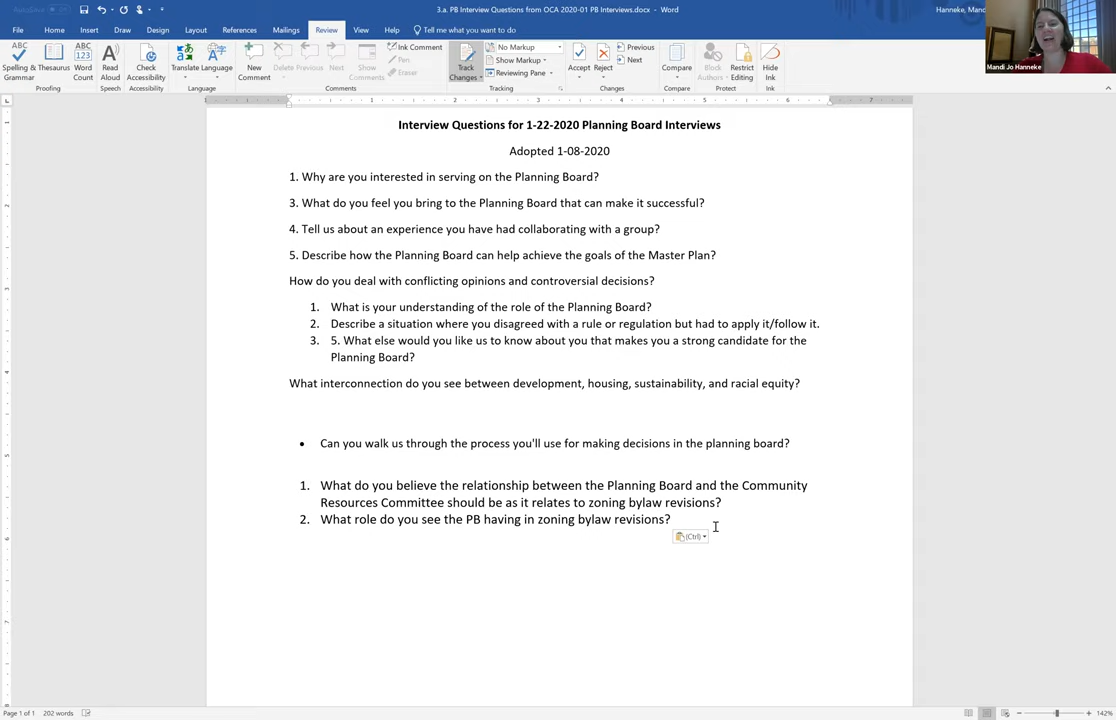 3.a. PB Interview Questions from OCA 2020-01 PB Interviews.docx - Word
Hanneke, Mand
File Home Insert Draw Design Layout References Mailings Review View Help Tell me what you want to do
Spelling & Grammar
Thesaurus
Word Count
Read Aloud
Check Accessibility
Translate
Language
New Comment
Delete
Previous
Next
Show Comments
Ink Comment
Pen
Eraser
Track Changes
No Markup
Show Markup
Reviewing Pane
Accept
Reject
Previous
Next
Compare
Block Authors
Restrict Editing
Hide Ink
Proofing Speech Accessibility Language Comments Tracking Changes Compare Protect Ink
Mandi Jo Hanneke
Interview Questions for 1-22-2020 Planning Board Interviews
Adopted 1-08-2020
1. Why are you interested in serving on the Planning Board?
3. What do you feel you bring to the Planning Board that can make it successful?
4. Tell us about an experience you have had collaborating with a group?
5. Describe how the Planning Board can help achieve the goals of the Master Plan?
How do you deal with conflicting opinions and controversial decisions?
1. What is your understanding of the role of the Planning Board?
2. Describe a situation where you disagreed with a rule or regulation but had to apply it/follow it.
3. 5. What else would you like us to know about you that makes you a strong candidate for the
Planning Board?
What interconnection do you see between development, housing, sustainability, and racial equity?
• Can you walk us through the process you'll use for making decisions in the planning board?
1. What do you believe the relationship between the Planning Board and the Community
Resources Committee should be as it relates to zoning bylaw revisions?
2. What role do you see the PB having in zoning bylaw revisions?
(Ctrl)
Page 1 of 1 202 words
142%